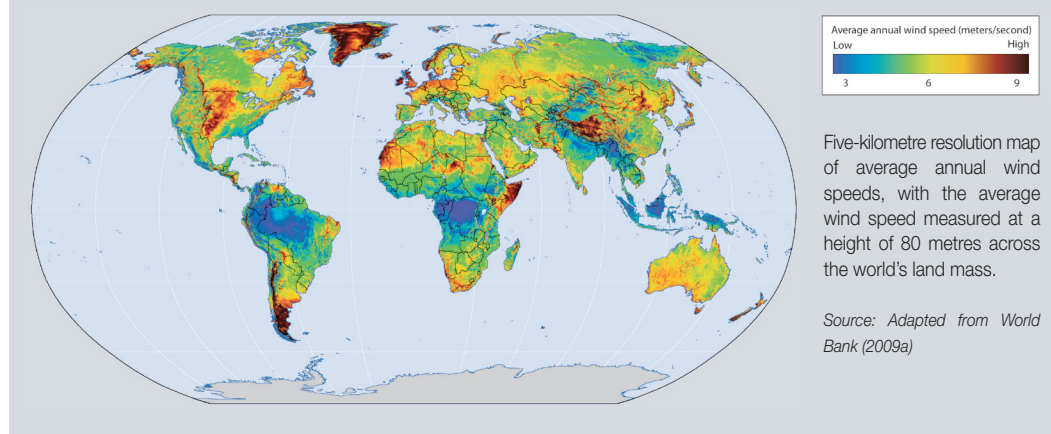 Average annual wind speed (meters/second)
Low High
3 6 9
Five-kilometre resolution map
of average annual wind
speeds, with the average
wind speed measured at a
height of 80 metres across
the world's land mass.
Source: Adapted from World
Bank (2009a)